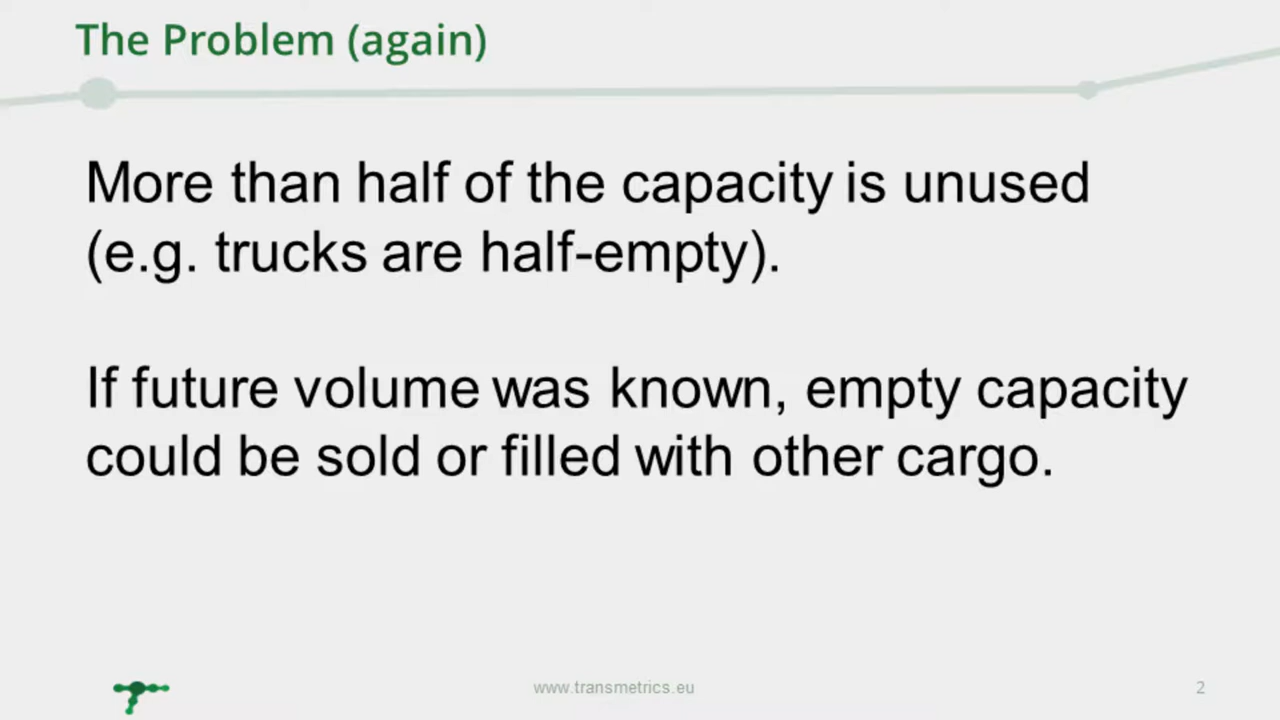 The Problem (again)
More than half of the capacity is unused
(e.g. trucks are half-empty).
If future volume was known, empty capacity
could be sold or filled with other cargo.
www.transmetrics.eu
2